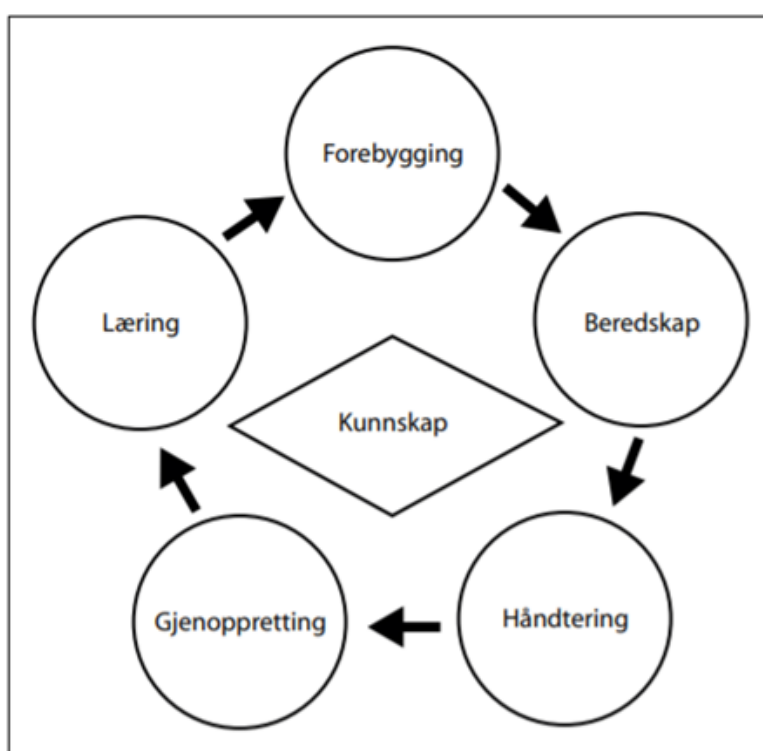 Forebygging
Beredskap
Håndtering
Gjenoppretting
Læring
Kunnskap